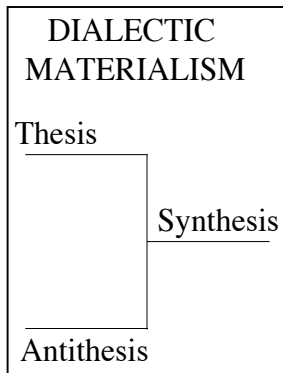 DIALECTIC
MATERIALISM
Thesis
Synthesis
Antithesis